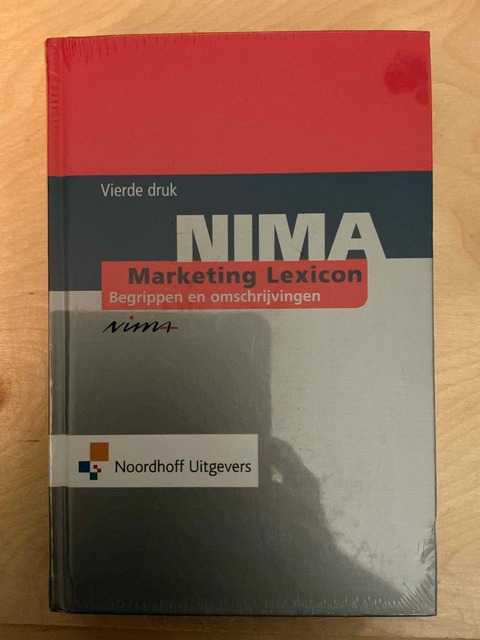 Vierde druk
NIMA
Marketing Lexicon
Begrippen en omschrijvingen
Nima
Noordhoff Uitgevers